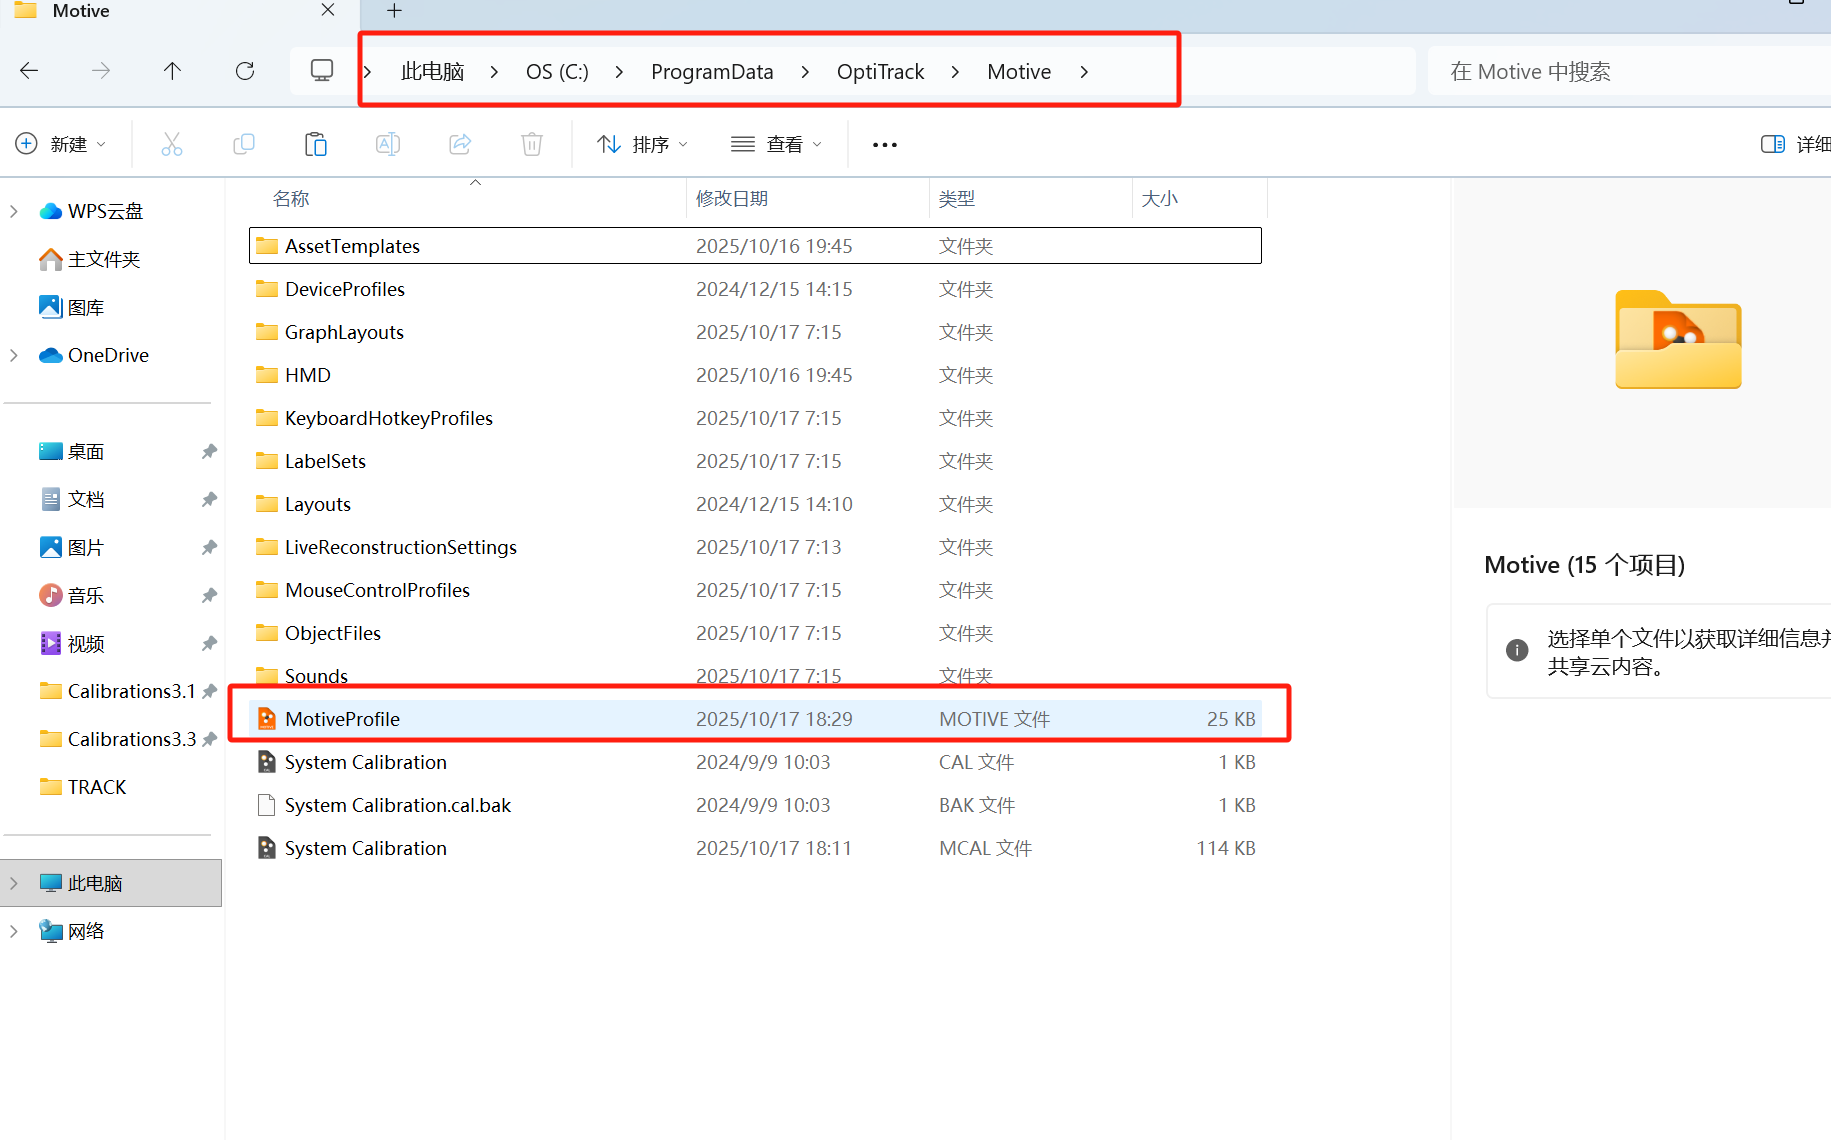 Motive
此电脑 OS (C:) ProgramData OptiTrack Motive
在 Motive 中搜索
新建 排序 查看 详细
名称 修改日期 类型 大小
WPS云盘
主文件夹
图库
OneDrive
桌面
文档
图片
音乐
视频
Calibrations3.1
Calibrations3.3
TRACK
此电脑
网络
AssetTemplates 2025/10/16 19:45 文件夹
DeviceProfiles 2024/12/15 14:15 文件夹
GraphLayouts 2025/10/17 7:15 文件夹
HMD 2025/10/16 19:45 文件夹
KeyboardHotkeyProfiles 2025/10/17 7:15 文件夹
LabelSets 2025/10/17 7:15 文件夹
Layouts 2024/12/15 14:10 文件夹
LiveReconstructionSettings 2025/10/17 7:13 文件夹
MouseControlProfiles 2025/10/17 7:15 文件夹
ObjectFiles 2025/10/17 7:15 文件夹
Sounds 2025/10/17 7:15 文件夹
MotiveProfile 2025/10/17 18:29 MOTIVE 文件 25 KB
System Calibration 2024/9/9 10:03 CAL 文件 1 KB
System Calibration.cal.bak 2024/9/9 10:03 BAK 文件 1 KB
System Calibration 2025/10/17 18:11 MCAL 文件 114 KB
Motive (15 个项目)
选择单个文件以获取详细信息并
共享云内容。